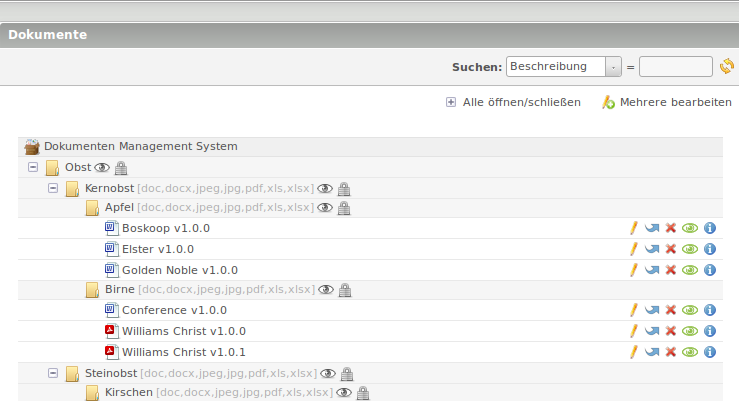 Dokumente
Suchen: Beschreibung =
Alle öffnen/schließen Mehrere bearbeiten
Dokumenten Management System
Obst
Kernobst [doc,docx,jpeg,jpg,pdf,xls,xlsx]
Apfel [doc,docx,jpeg,jpg,pdf,xls,xlsx]
Boskoop v1.0.0
Elster v1.0.0
Golden Noble v1.0.0
Birne [doc,docx,jpeg,jpg,pdf,xls,xlsx]
Conference v1.0.0
Williams Christ v1.0.0
Williams Christ v1.0.1
Steinobst [doc,docx,jpeg,jpg,pdf,xls,xlsx]
Kirschen [doc,docx,jpeg,jpg,pdf,xls,xlsx]